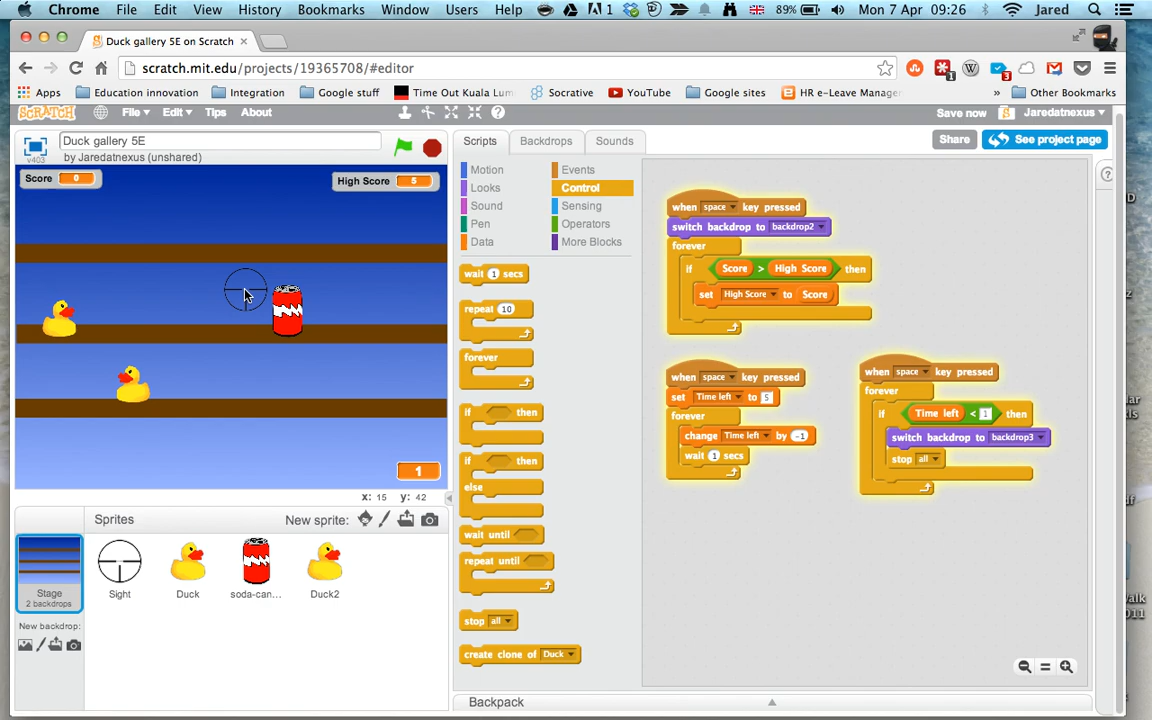 Chrome File Edit View History Bookmarks Window Users Help 1 89% Mon 7 Apr 09:26 Jared
Duck gallery 5E on Scratch
scratch.mit.edu/projects/19365708/#editor
Apps Education innovation Integration Google stuff Time Out Kuala Lum Socrative YouTube Google sites HR e-Leave Manager » Other Bookmarks
SCRATCH File Edit Tips About Save now Jaredatnexus
Duck gallery 5E
by Jaredatnexus (unshared)
v403
Scripts Backdrops Sounds
Share See project page
Score 0
High Score 5
1
x: 15 y: 42
Motion
Looks
Sound
Pen
Data
Events
Control
Sensing
Operators
More Blocks
wait 1 secs
repeat 10
forever
if then
if then
else
wait until
repeat until
stop all
create clone of Duck
when space key pressed
switch backdrop to backdrop2
forever
if Score > High Score then
set High Score to Score
when space key pressed
set Time left to 5
forever
change Time left by -1
wait 1 secs
when space key pressed
forever
if Time left < 1 then
switch backdrop to backdrop3
stop all
Sprites New sprite:
Stage
2 backdrops
New backdrop:
Sight
Duck
soda-can...
Duck2
Backpack